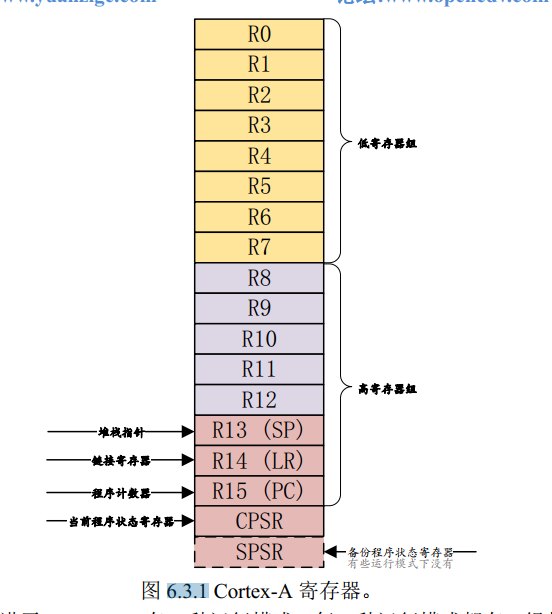 R0
R1
R2
R3
低寄存器组
R4
R5
R6
R7
R8
R9
R10
R11
高寄存器组
R12
堆栈指针
R13 (SP)
链接寄存器
R14 (LR)
程序计数器
R15 (PC)
当前程序状态寄存器
CPSR
SPSR
备份程序状态寄存器
有些运行模式下没有
图 6.3.1 Cortex-A 寄存器。